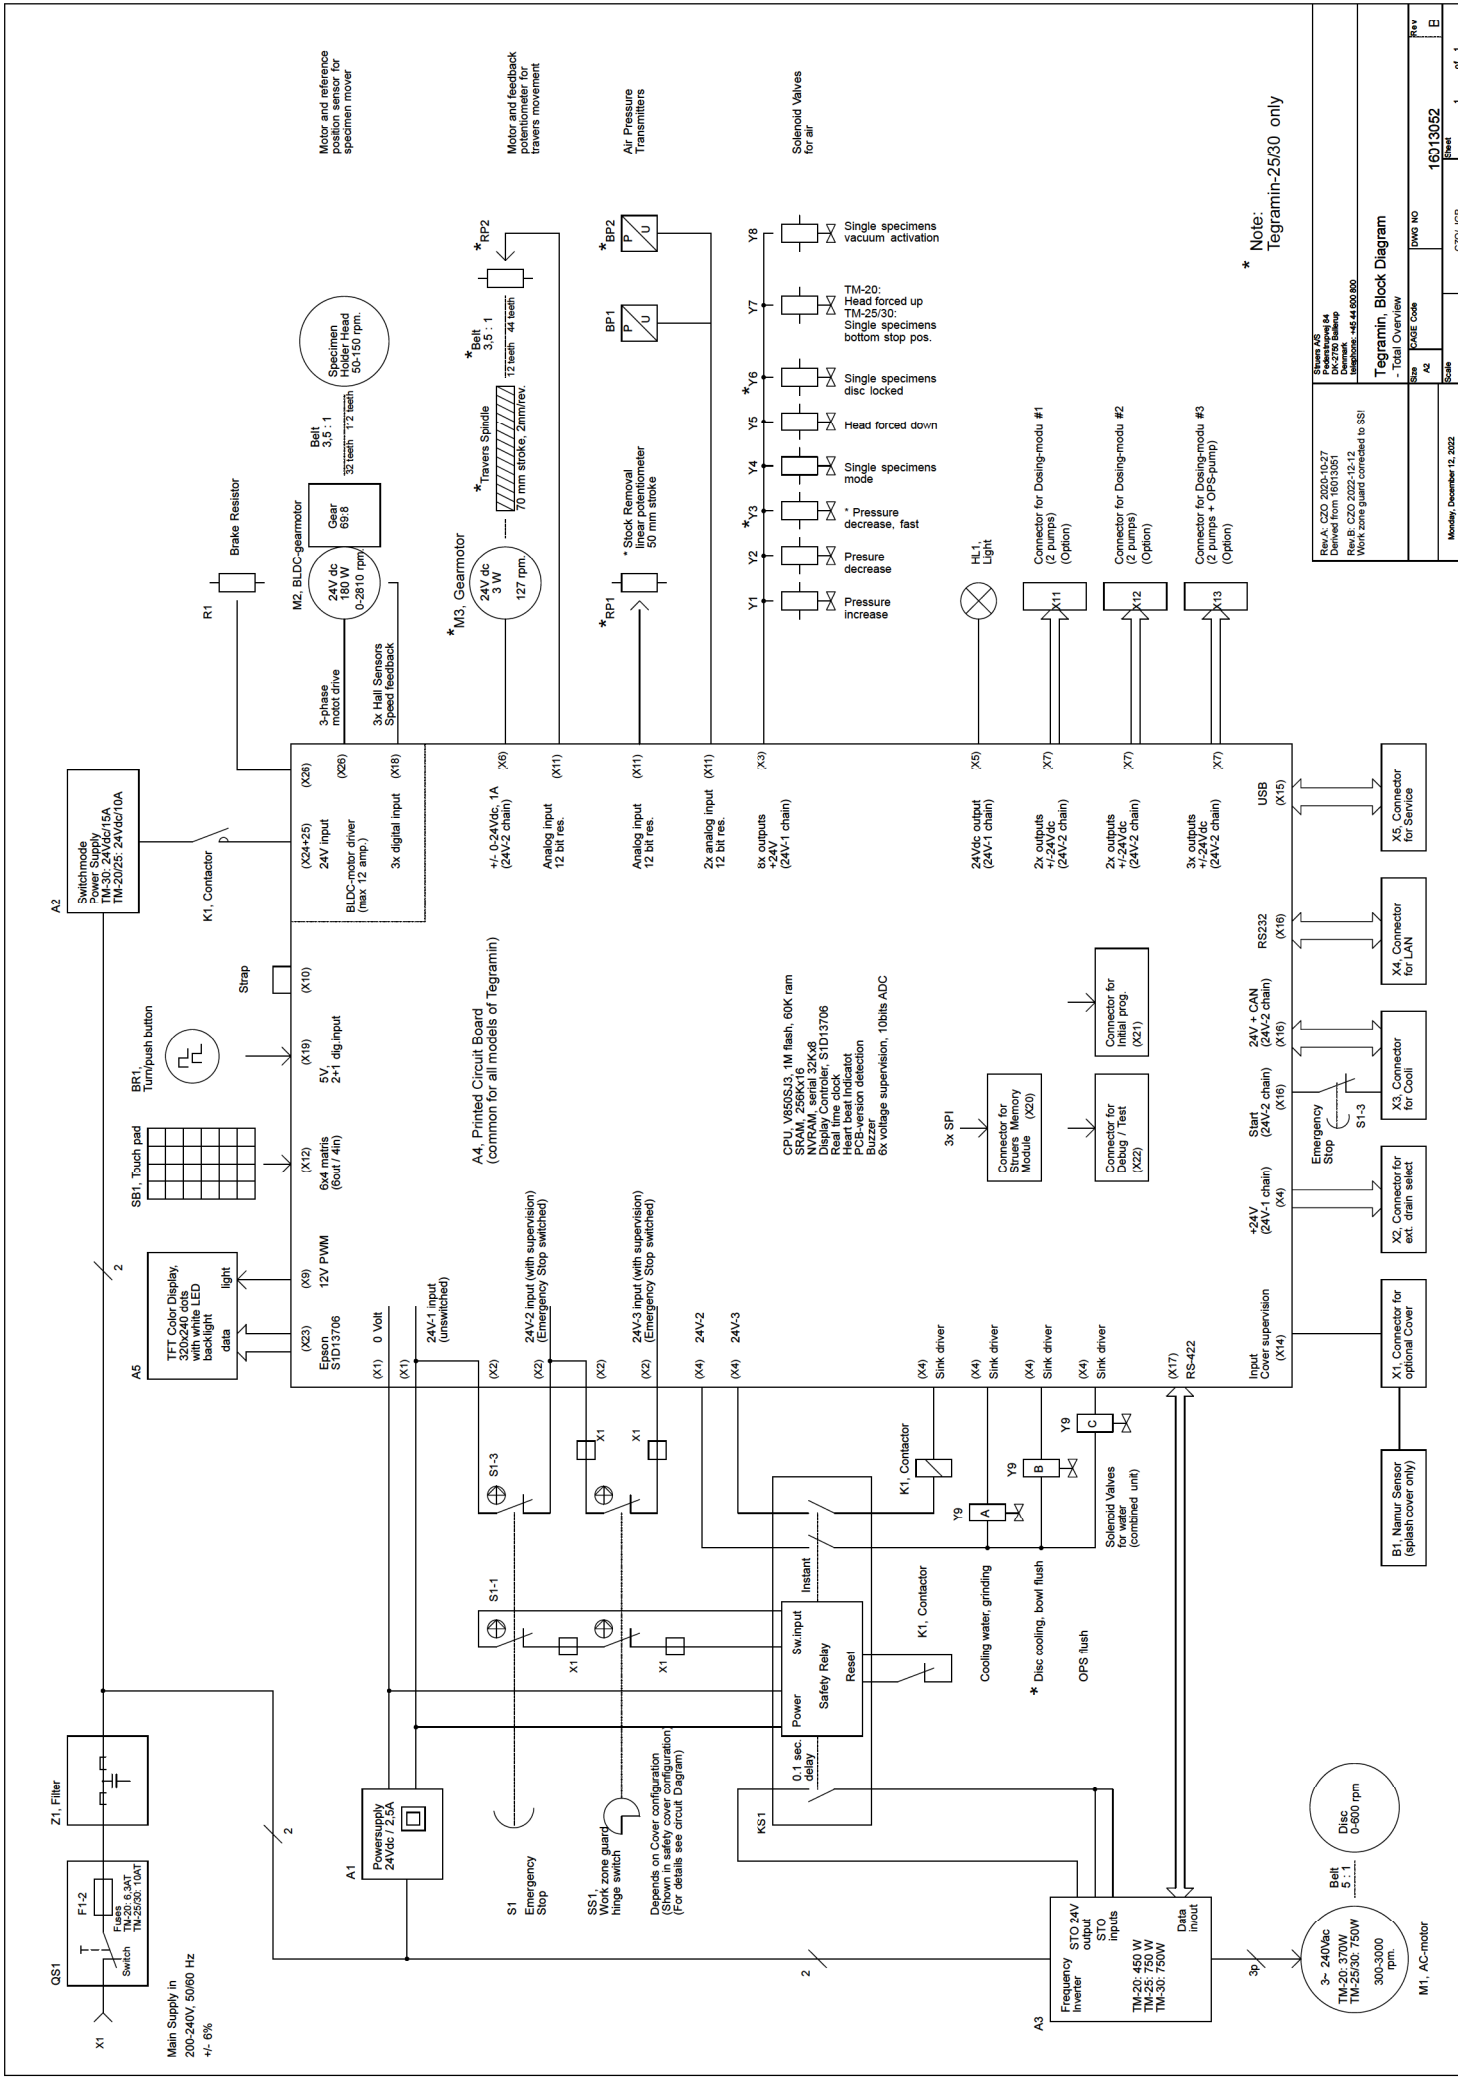 X1
Main Supply in
200-240V, 50/60 Hz
+/- 6%
QS1
F1-2
Fuses
TM-20: 6,3AT
TM-25/30: 10AT
Switch
Z1, Filter
2
2
2
A2
Switchmode
Power Supply
TM-30: 24Vdc/15A
TM-20/25: 24Vdc/10A
K1, Contactor
A5
TFT Color Display,
320x240 dots
with white LED
backlight
data
light
SB1, Touch pad
BR1,
Turn/push button
Strap
(X23)
Epson
S1D13706
(X9)
12V PWM
(X12)
6x4 matris
(6out / 4in)
(X19)
5V,
2+1 dig.input
(X10)
(X24+25)
24V input
BLDC-motor driver
(max 12 amp.)
(X26)
(X26)
(X18)
3x digital input
R1
Brake Resistor
3-phase
motot drive
3x Hall Sensors
Speed feedback
M2, BLDC-gearmotor
24V dc
180 W
0-2810 rpm
Gear
69:8
Belt
3,5 : 1
32 teeth
12 teeth
Specimen
Holder Head
50-150 rpm.
Motor and reference
position sensor for
specimen mover
*M3, Gearmotor
24V dc
3 W
127 rpm.
*Travers Spindle
70 mm stroke, 2mm/rev.
*Belt
3,5 : 1
12 teeth
44 teeth
*RP2
Motor and feedback
potentiometer for
travers movement
+/- 0-24Vdc, 1A
(24V-2 chain)
(X6)
Analog input
12 bit res.
(X11)
*RP1
* Stock Removal
linear potentiometer
50 mm stroke
Analog input
12 bit res.
(X11)
BP1
P
U
*BP2
P
U
Air Pressure
Transmitters
2x analog input
12 bit res.
(X11)
8x outputs
+24V
(24V-1 chain)
(X3)
Y1
Y2
*Y3
Y4
Y5
*Y6
Y7
Y8
Pressure
increase
Presure
decrease
* Pressure
decrease, fast
Single specimens
mode
Head forced down
Single specimens
disc locked
TM-20:
Head forced up
TM-25/30:
Single specimens
bottom stop pos.
Single specimens
vacuum activation
Solenoid Valves
for air
24Vdc output
(24V-1 chain)
(X5)
HL1,
Light
2x outputs
+/-24Vdc
(24V-2 chain)
(X7)
X11
Connector for Dosing-modu #1
(2 pumps)
(Option)
2x outputs
+/-24Vdc
(24V-2 chain)
(X7)
X12
Connector for Dosing-modu #2
(2 pumps)
(Option)
3x outputs
+/-24Vdc
(24V-2 chain)
(X7)
X13
Connector for Dosing-modu #3
(2 pumps + OPS-pump)
(Option)
A4, Printed Circuit Board
(common for all models of Tegramin)
CPU, V850SJ3, 1M flash, 60K ram
SRAM, 256Kx16
NVRAM, serial 32Kx8
Display Controler, S1D13706
Real time clock
Heart beat Indicatot
PCB-version detection
Buzzer
6x voltage supervision, 10bits ADC
3x SPI
Connector for
Struers Memory
Module
(X20)
Connector for
Initial prog.
(X21)
Connector for
Debug / Test
(X22)
(X1)
0 Volt
(X1)
24V-1 input
(unswitched)
(X2)
(X2)
24V-2 input (with supervision)
(Emergency Stop switched)
(X2)
(X2)
24V-3 input (with supervision)
(Emergency Stop switched)
(X4)
24V-2
(X4)
24V-3
(X4)
Sink driver
(X4)
Sink driver
(X4)
Sink driver
(X4)
Sink driver
(X17)
RS-422
A1
Powersupply
24Vdc / 2,5A
S1
Emergency
Stop
S1-1
S1-3
SS1,
Work zone guard
hinge switch
X1
X1
X1
X1
Depends on Cover configuration
(Shown in safety cover configuration)
(For details see circuit Dagram)
KS1
0.1 sec.
delay
Power
Sw.input
Safety Relay
Reset
Instant
K1, Contactor
K1, Contactor
Y9
A
Y9
B
Y9
C
Cooling water, grinding
* Disc cooling, bowl flush
OPS flush
Solenoid Valves
for water
(combined unit)
A3
Frequency
Inverter
STO 24V
output
STO
inputs
TM-20: 450 W
TM-25: 750 W
TM-30: 750W
Data
in/out
3p
3~ 240Vac
TM-20: 370W
TM-25/30: 750W
300-3000
rpm.
M1, AC-motor
Belt
5 : 1
Disc
0-600 rpm
Input
Cover supervision
(X14)
X1, Connector for
optional Cover
B1, Namur Sensor
(splash cover only)
+24V
(24V-1 chain)
(X4)
X2, Connector for
ext. drain select
Start
(24V-2 chain)
(X16)
Emergency
Stop
S1-3
24V + CAN
(24V-2 chain)
(X16)
X3, Connector
for Cooli
RS232
(X16)
X4, Connector
for LAN
USB
(X15)
X5, Connector
for Service
* Note:
Tegramin-25/30 only
Rev.A: CZO 2020-10-27
Derived from 16013051
Rev.B: CZO 2022-12-12
Work zone guard corrected to SS!
Monday, December 12, 2022
Struers A/S
Pederstrupvej 84
DK-2750 Ballerup
Denmark
telephone: +45 44 600 800
Tegramin, Block Diagram
- Total Overview
Size
A2
CAGE Code
DWG NO
16013052
Rev
B
Scale
Sheet
1
of
1